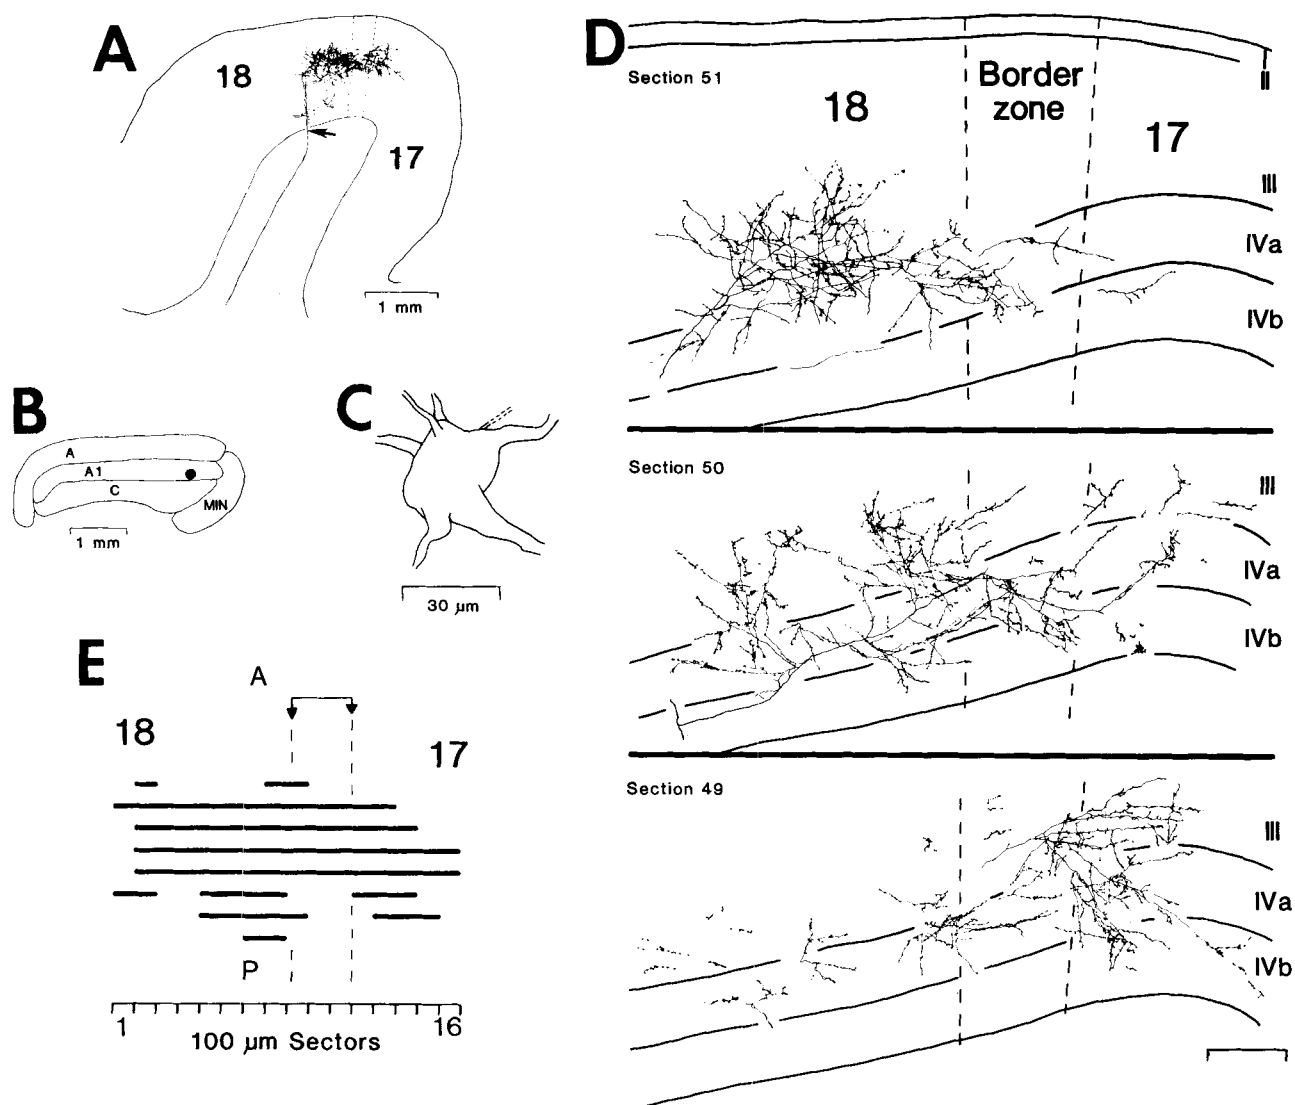 A
18
17
1 mm
B
A
A1
C
MIN
1 mm
C
30 µm
D
Section 51
18
Border
zone
17
II
III
IVa
IVb
Section 50
III
IVa
IVb
Section 49
III
IVa
IVb
E
A
18
17
P
1
16
100 µm Sectors